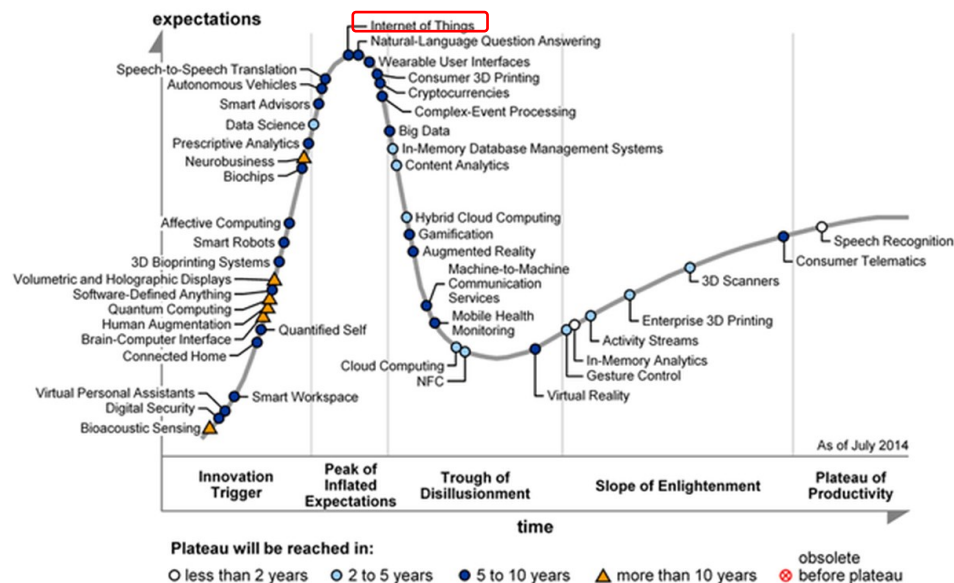 expectations
Internet of Things
Natural-Language Question Answering
Wearable User Interfaces
Speech-to-Speech Translation
Consumer 3D Printing
Autonomous Vehicles
Cryptocurrencies
Smart Advisors
Complex-Event Processing
Data Science
Big Data
Prescriptive Analytics
In-Memory Database Management Systems
Neurobusiness
Content Analytics
Biochips
Hybrid Cloud Computing
Affective Computing
Gamification
Smart Robots
Augmented Reality
Speech Recognition
3D Bioprinting Systems
Consumer Telematics
Machine-to-Machine
Communication
Services
Volumetric and Holographic Displays
3D Scanners
Software-Defined Anything
Quantum Computing
Mobile Health
Monitoring
Enterprise 3D Printing
Human Augmentation
Quantified Self
Brain-Computer Interface
Activity Streams
Connected Home
In-Memory Analytics
Cloud Computing
Gesture Control
NFC
Virtual Reality
Virtual Personal Assistants
Smart Workspace
Digital Security
Bioacoustic Sensing
As of July 2014
Innovation
Trigger
Peak of
Inflated
Expectations
Trough of
Disillusionment
Slope of Enlightenment
Plateau of
Productivity
time
Plateau will be reached in:
less than 2 years
2 to 5 years
5 to 10 years
more than 10 years
obsolete
before plateau